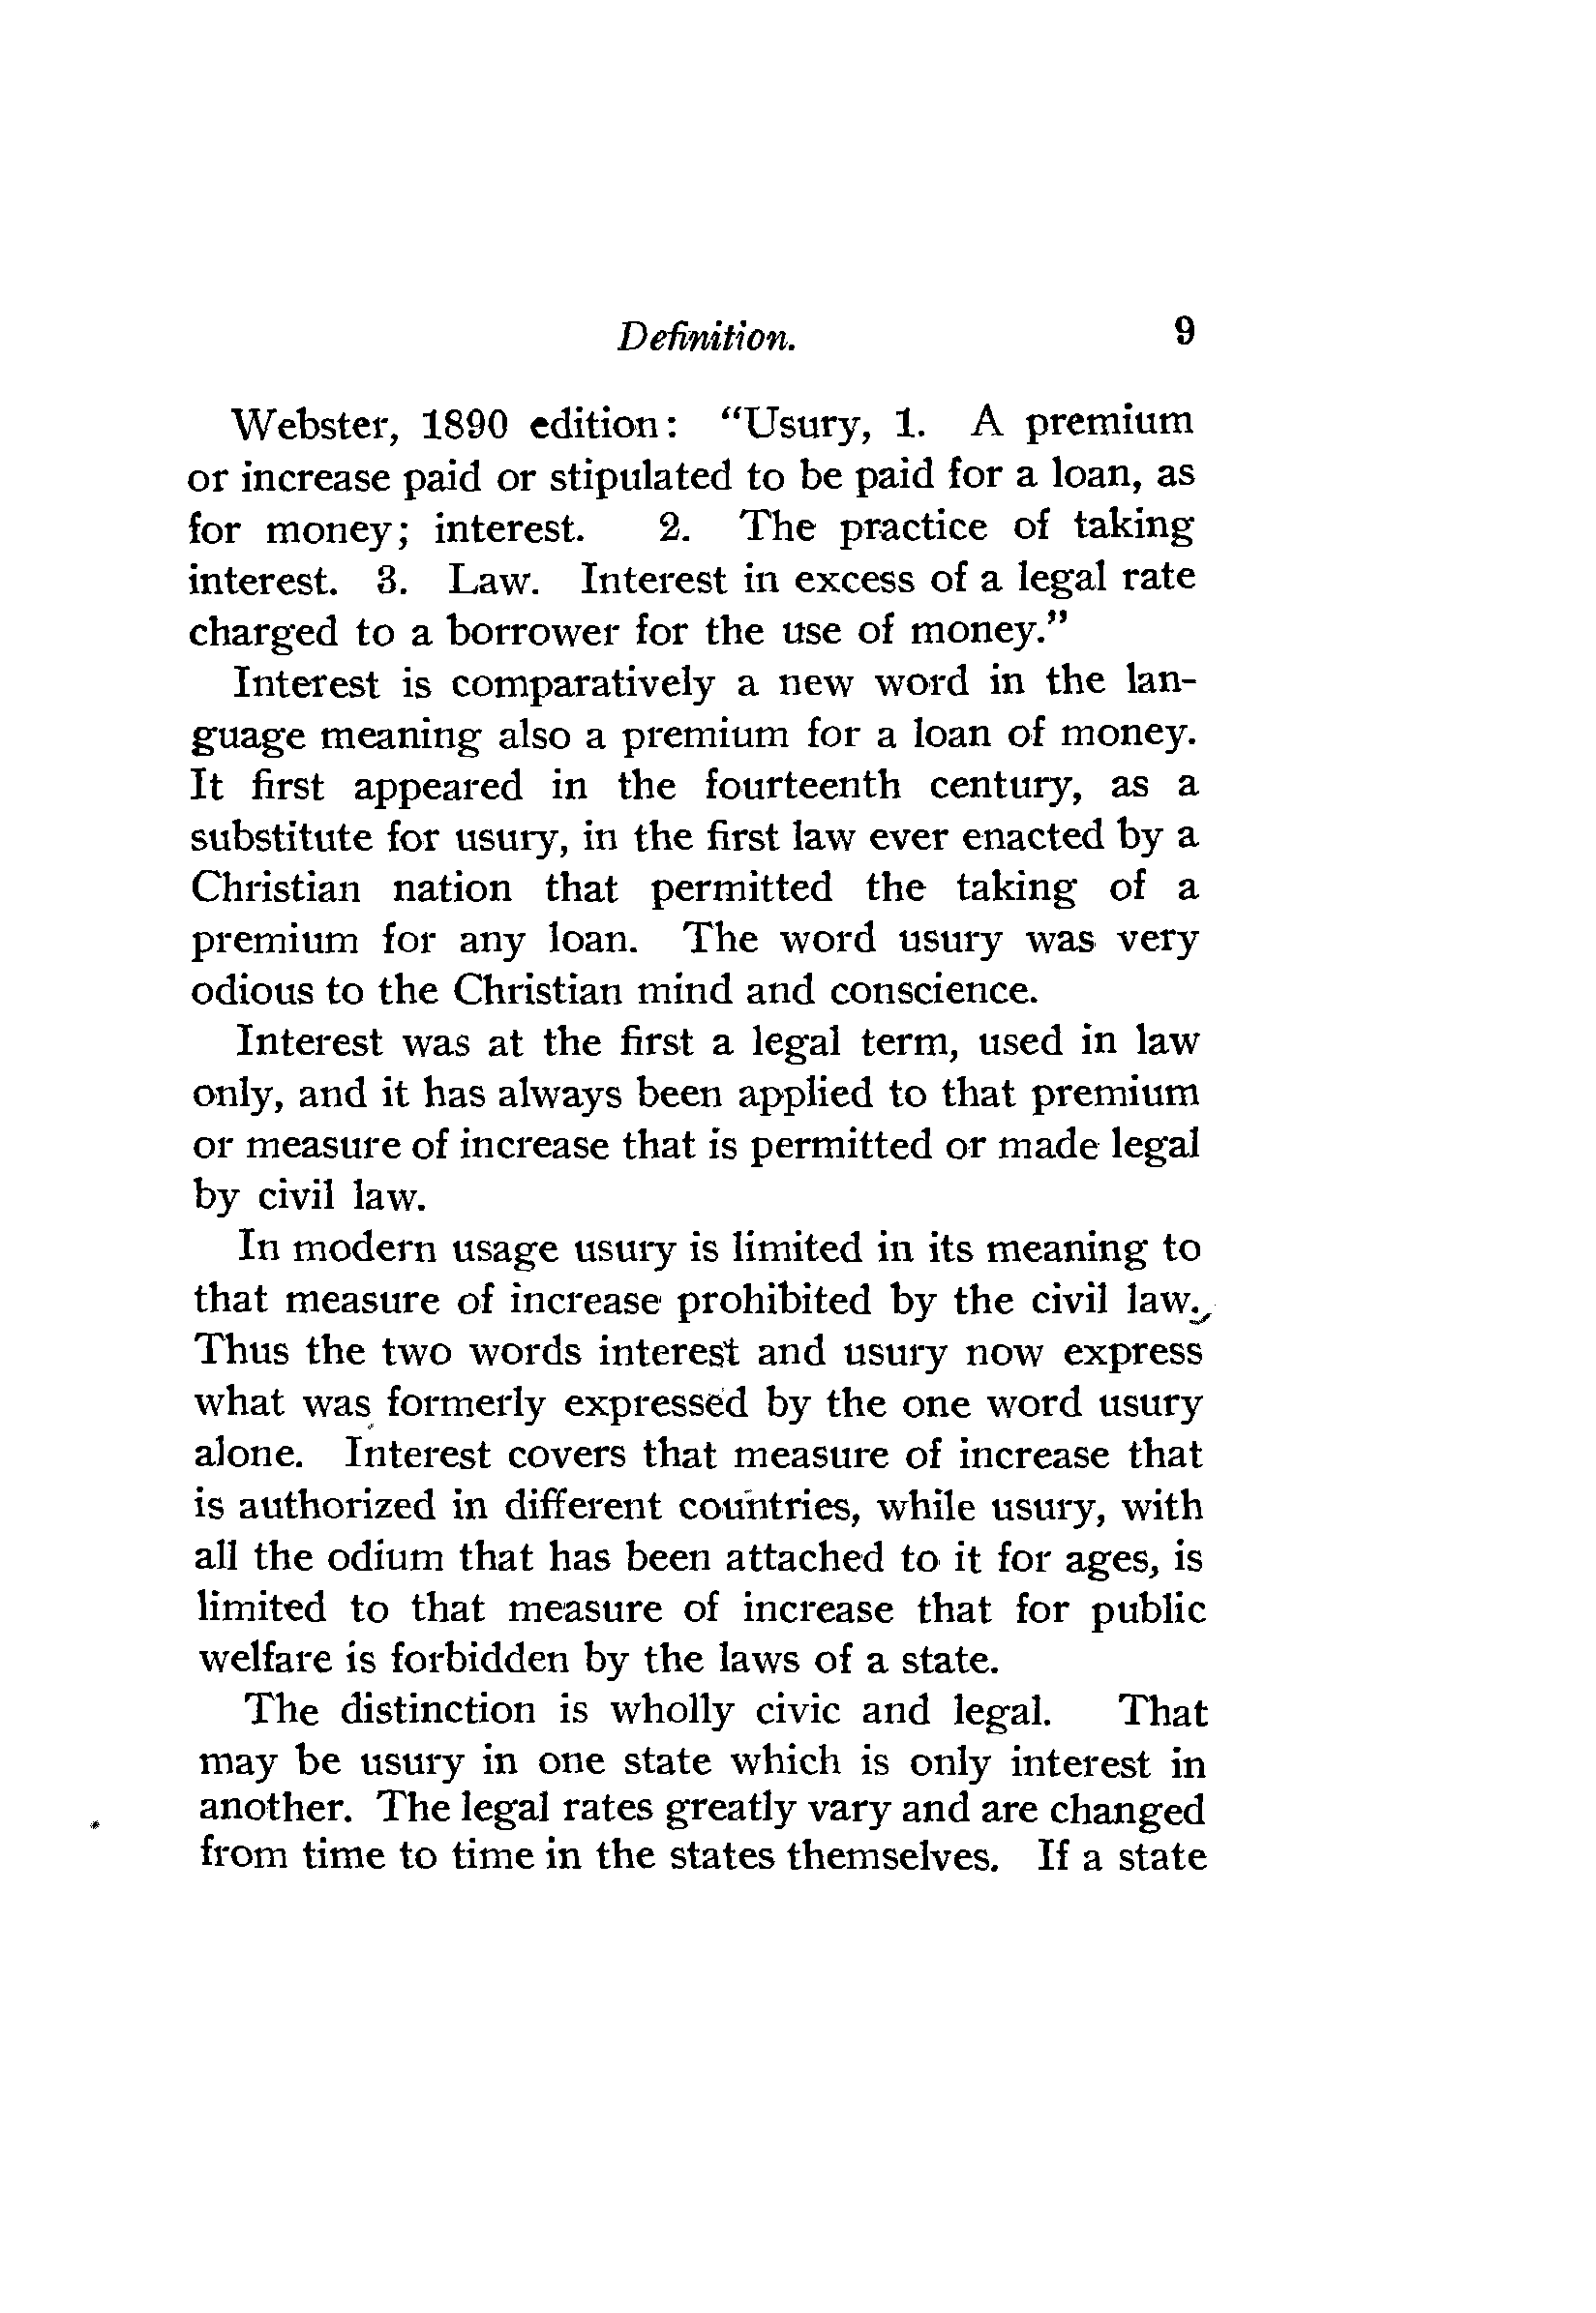 Definition. 9
Webster, 1890 edition: "Usury, 1. A premium
or increase paid or stipulated to be paid for a loan, as
for money; interest. 2. The practice of taking
interest. 3. Law. Interest in excess of a legal rate
charged to a borrower for the use of money."
Interest is comparatively a new word in the lan-
guage meaning also a premium for a loan of money.
It first appeared in the fourteenth century, as a
substitute for usury, in the first law ever enacted by a
Christian nation that permitted the taking of a
premium for any loan. The word usury was very
odious to the Christian mind and conscience.
Interest was at the first a legal term, used in law
only, and it has always been applied to that premium
or measure of increase that is permitted or made legal
by civil law.
In modern usage usury is limited in its meaning to
that measure of increase prohibited by the civil law.
Thus the two words interest and usury now express
what was formerly expressed by the one word usury
alone. Interest covers that measure of increase that
is authorized in different countries, while usury, with
all the odium that has been attached to it for ages, is
limited to that measure of increase that for public
welfare is forbidden by the laws of a state.
The distinction is wholly civic and legal. That
may be usury in one state which is only interest in
another. The legal rates greatly vary and are changed
from time to time in the states themselves. If a state